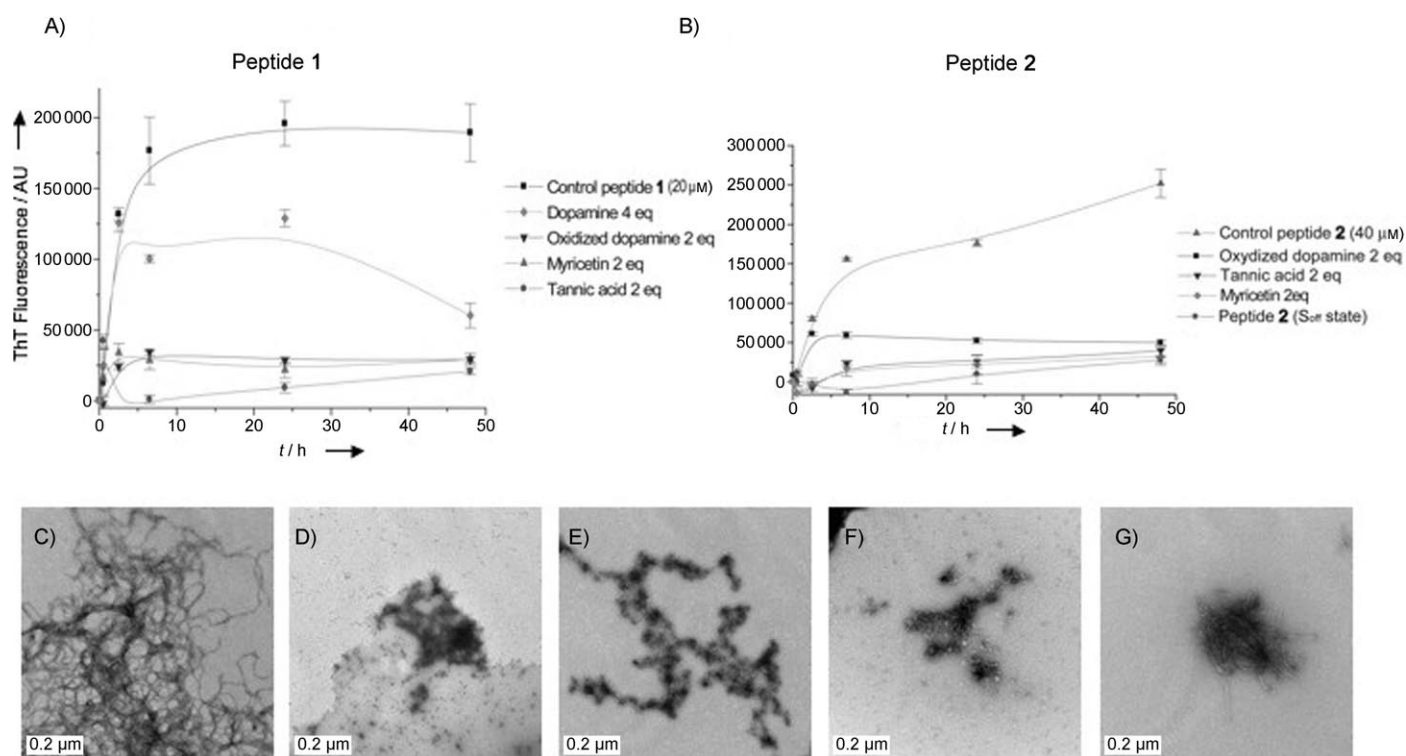 A)
Peptide 1
ThT Fluorescence / AU
200 000
150 000
100 000
50 000
0
0 10 20 30 40 50
t / h
Control peptide 1 (20 μM)
Dopamine 4 eq
Oxidized dopamine 2 eq
Myricetin 2 eq
Tannic acid 2 eq
B)
Peptide 2
300 000
250 000
200 000
150 000
100 000
50 000
0
0 10 20 30 40 50
t / h
Control peptide 2 (40 μM)
Oxydized dopamine 2 eq
Tannic acid 2 eq
Myricetin 2eq
Peptide 2 (Soff state)
C)
0.2 μm
D)
0.2 μm
E)
0.2 μm
F)
0.2 μm
G)
0.2 μm